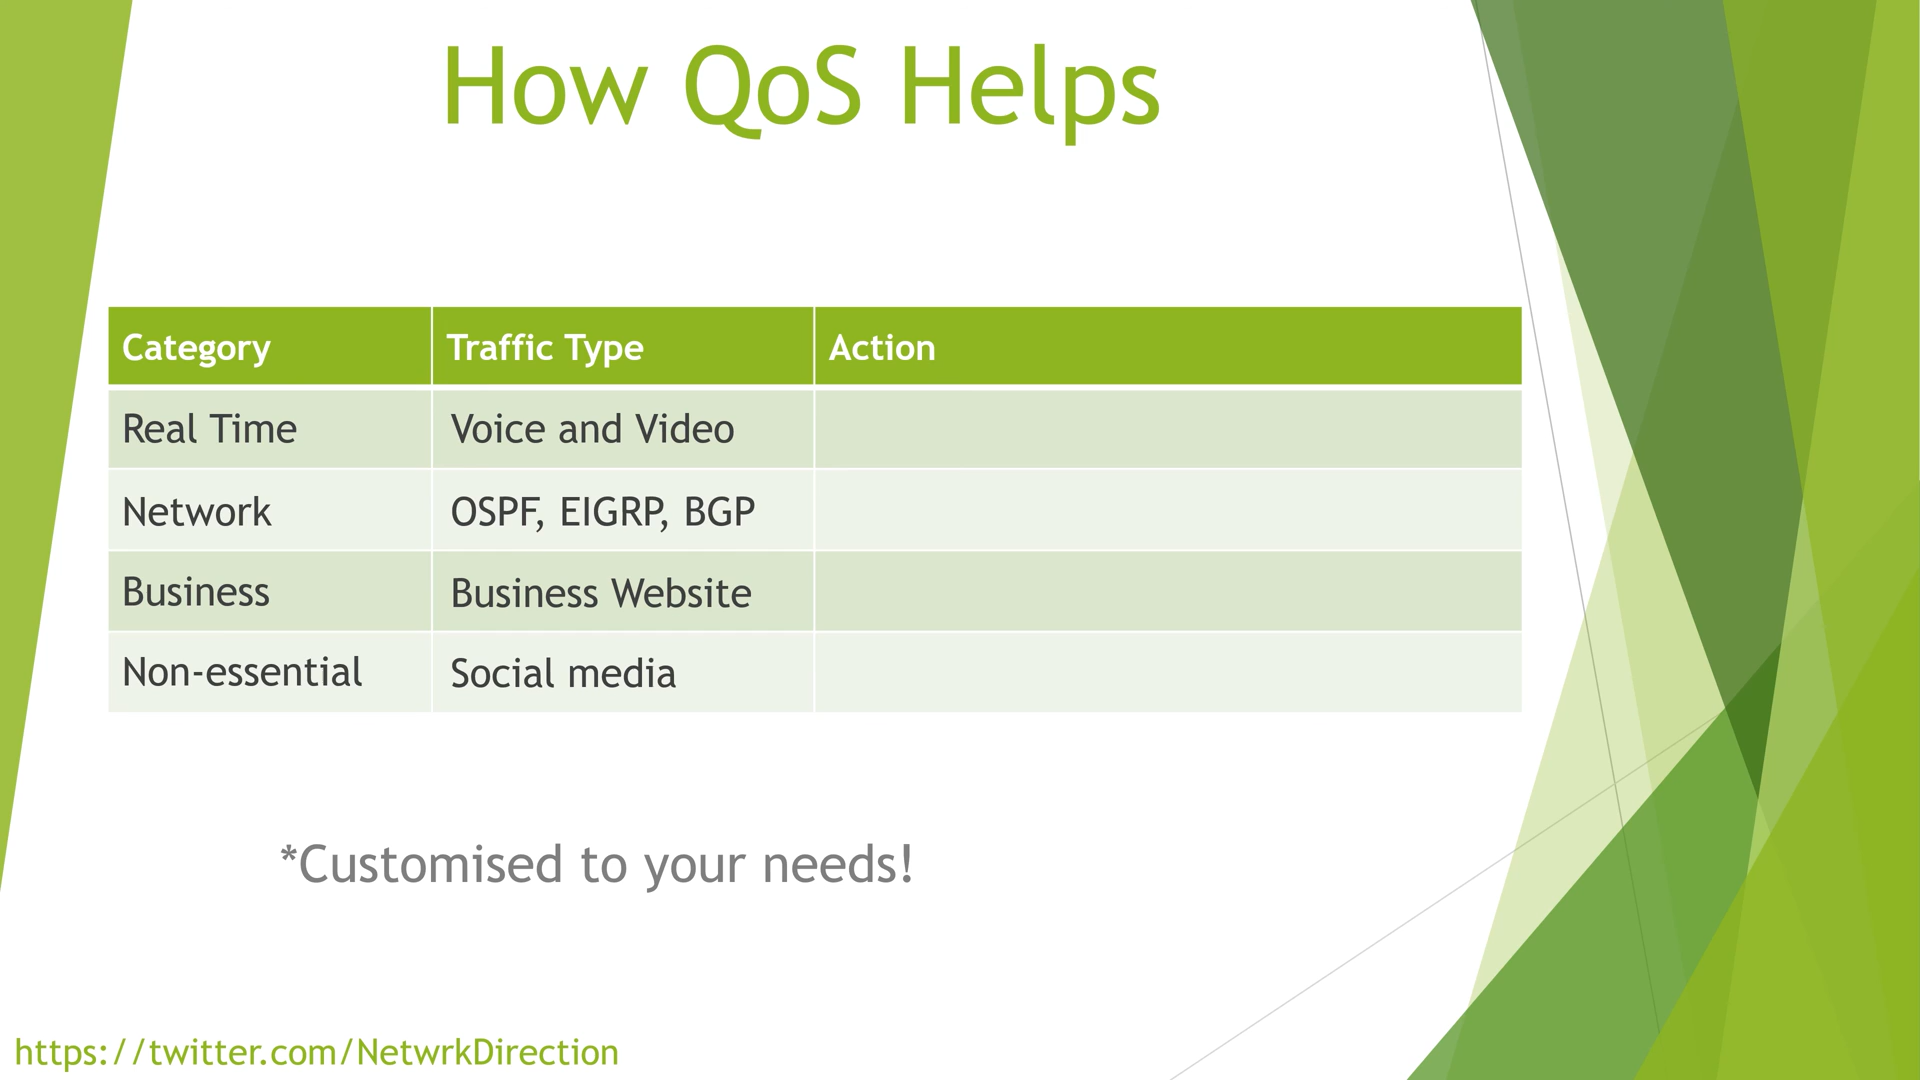 How QoS Helps
Category Traffic Type Action
Real Time Voice and Video
Network OSPF, EIGRP, BGP
Business Business Website
Non-essential Social media
*Customised to your needs!
https://twitter.com/NetwrkDirection